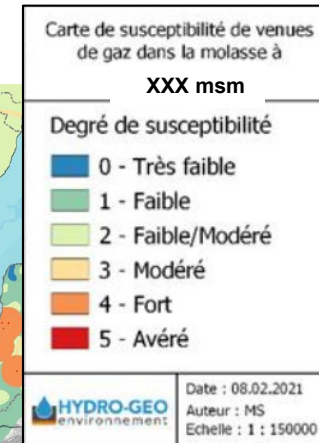 Carte de susceptibilité de venues
de gaz dans la molasse à
XXX msm
Degré de susceptibilité
0 - Très faible
1 - Faible
2 - Faible/Modéré
3 - Modéré
4 - Fort
5 - Avéré
HYDRO-GEO
environnement
Date : 08.02.2021
Auteur : MS
Echelle : 1 : 150000